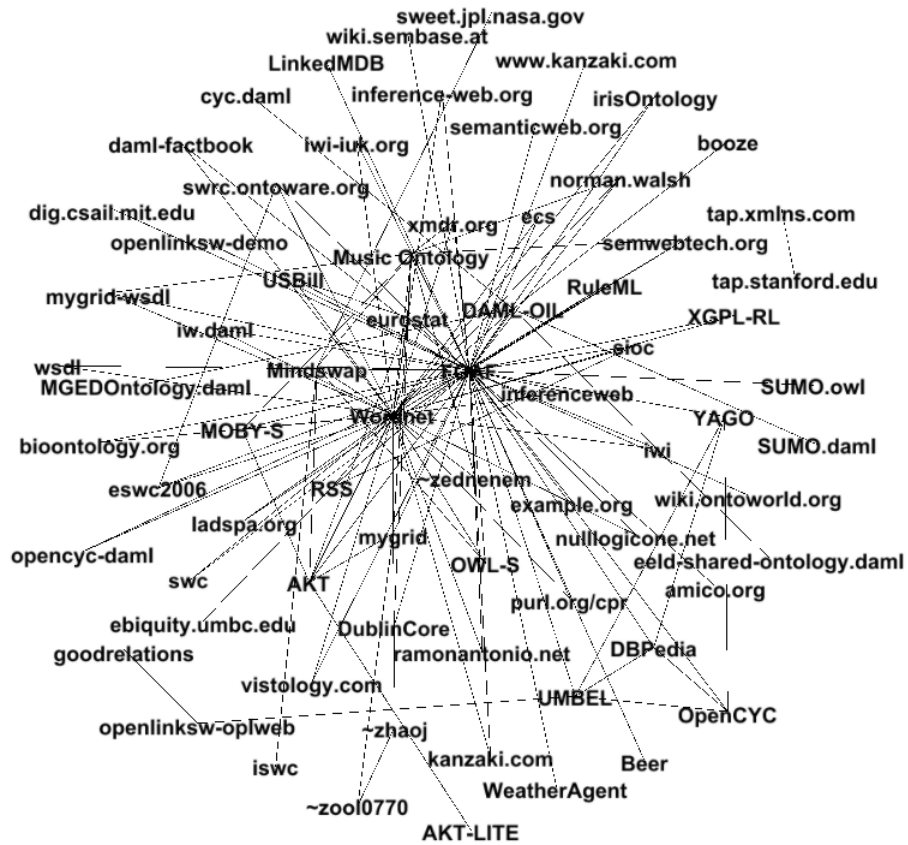 sweet.jpl.nasa.gov
wiki.sembase.at
LinkedMDB
www.kanzaki.com
cyc.daml
inference-web.org
irisOntology
semanticweb.org
daml-factbook
iwi-iuk.org
booze
swrc.ontoware.org
norman.walsh
dig.csail.mit.edu
xmdr.org
ecs
tap.xmlns.com
openlinksw-demo
semwebtech.org
Music Ontology
USBill
RuleML
tap.stanford.edu
mygrid-wsdl
DAML-OIL
XGPL-RL
iw.daml
eurostat
sioc
wsdl
Mindswap
FOAF
MGEDOntology.daml
SUMO.owl
inferenceweb
Wordnet
YAGO
MOBY-S
bioontology.org
iwi
SUMO.daml
eswc2006
RSS
~zednenem
example.org
wiki.ontoworld.org
ladspa.org
mygrid
nulllogicone.net
opencyc-daml
OWL-S
eeld-shared-ontology.daml
swc
AKT
amico.org
purl.org/cpr
ebiquity.umbc.edu
DublinCore
goodrelations
ramonantonio.net
DBPedia
vistology.com
UMBEL
OpenCYC
openlinksw-oplweb
~zhaoj
kanzaki.com
Beer
iswc
WeatherAgent
~zool0770
AKT-LITE